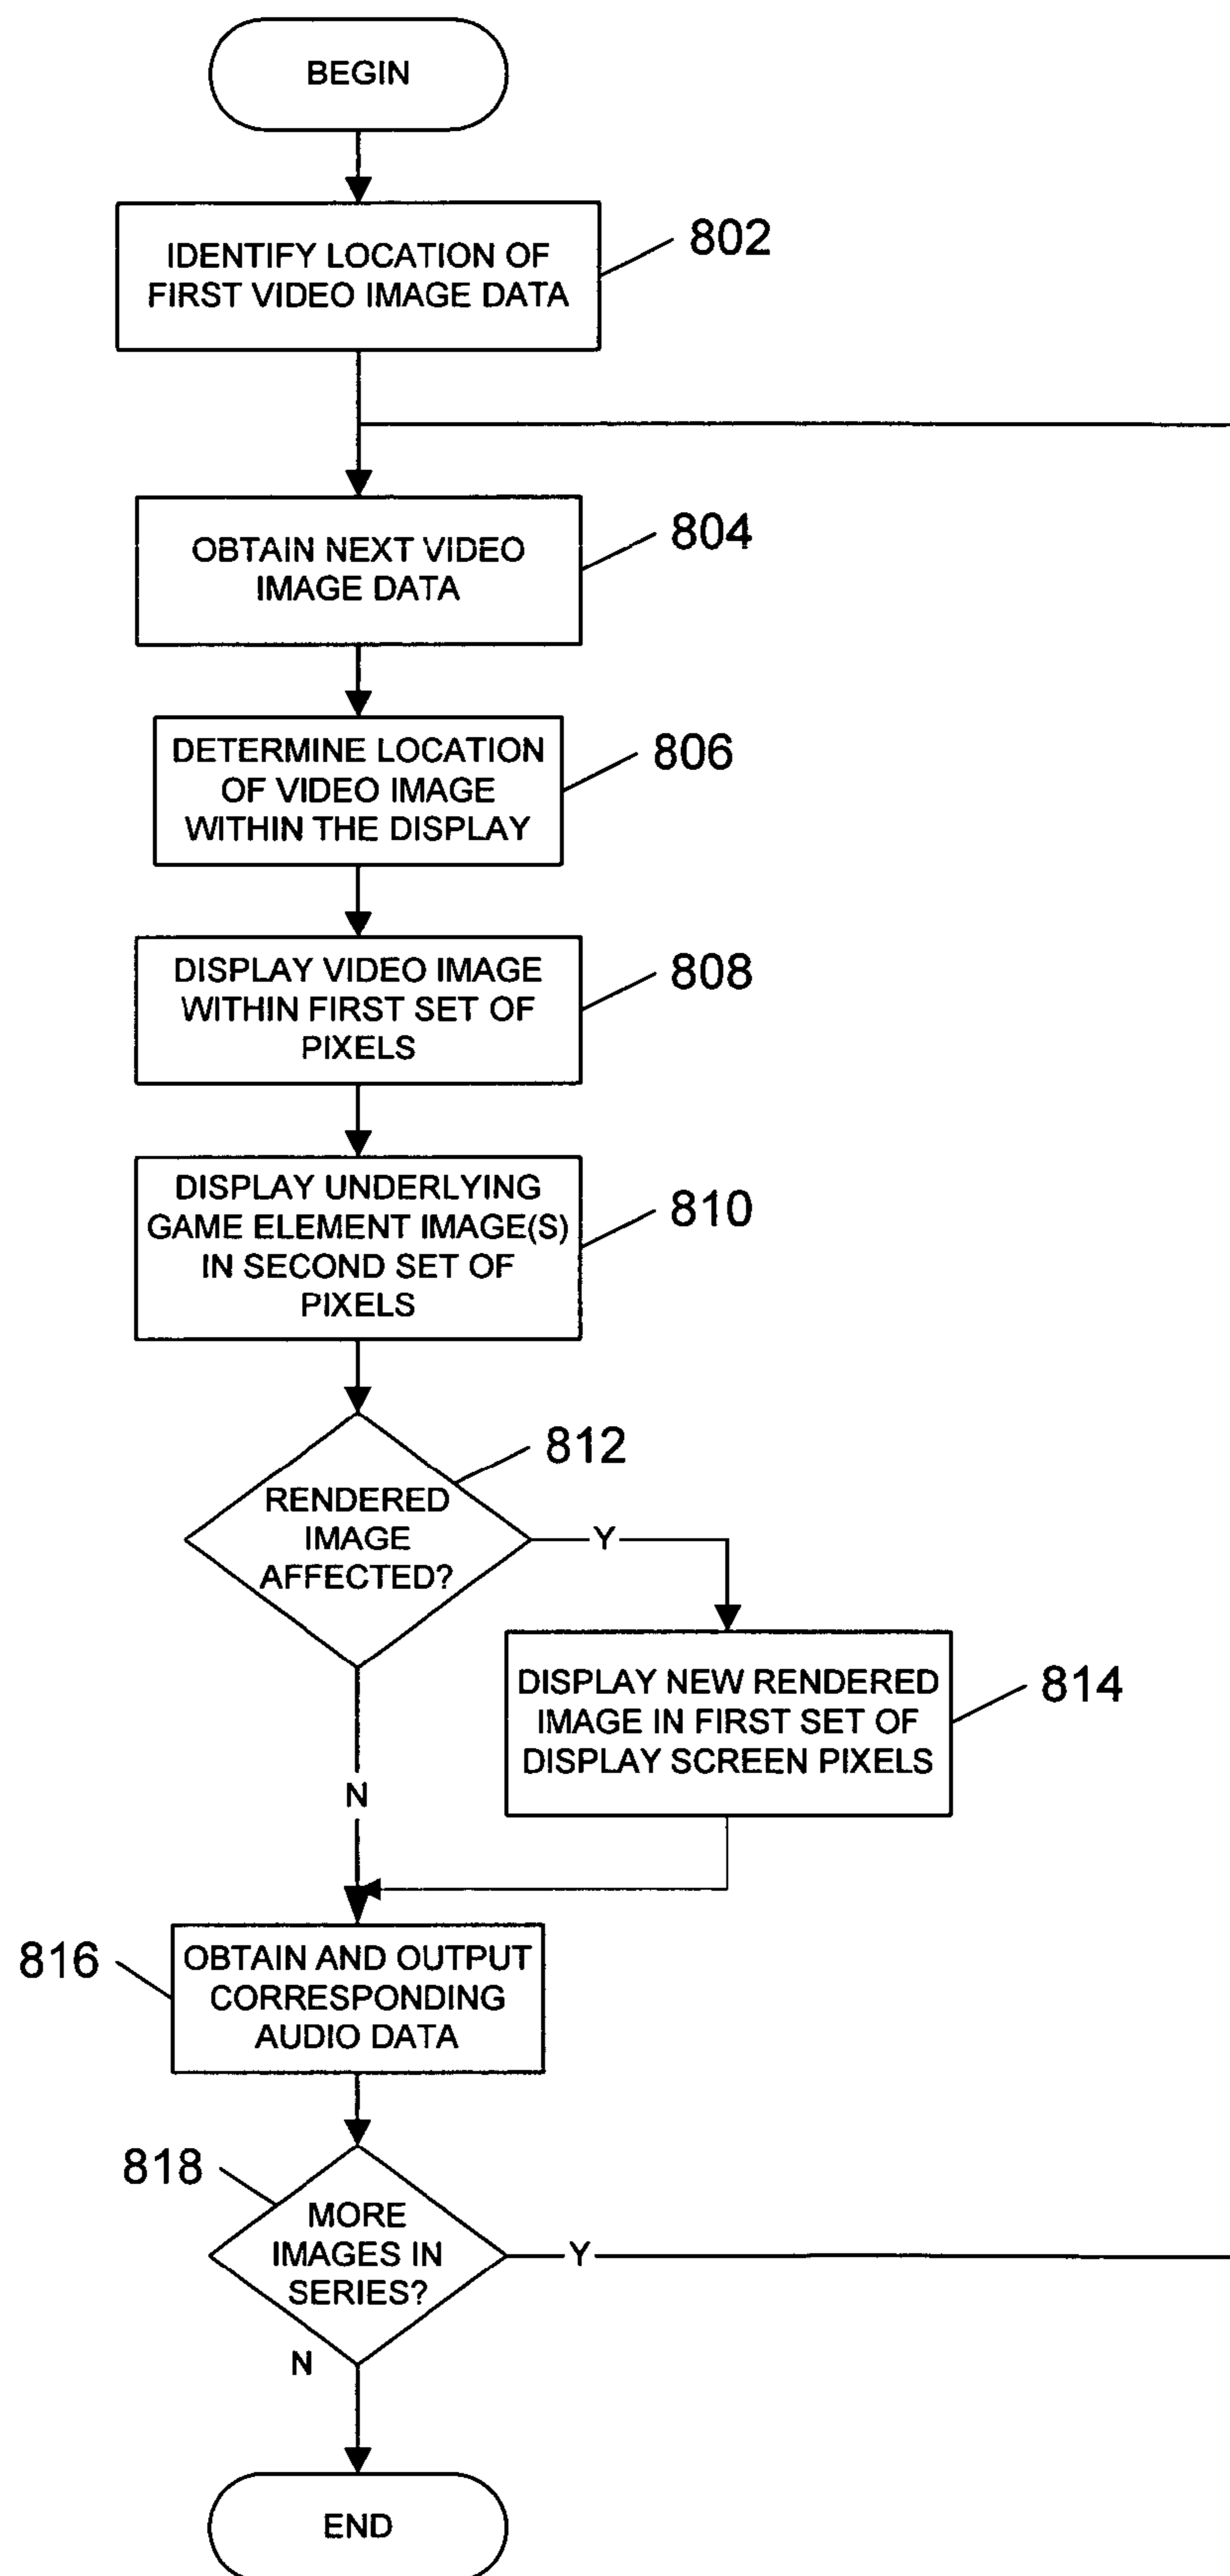 BEGIN
IDENTIFY LOCATION OF
FIRST VIDEO IMAGE DATA
802
OBTAIN NEXT VIDEO
IMAGE DATA
804
DETERMINE LOCATION
OF VIDEO IMAGE
WITHIN THE DISPLAY
806
DISPLAY VIDEO IMAGE
WITHIN FIRST SET OF
PIXELS
808
DISPLAY UNDERLYING
GAME ELEMENT IMAGE(S)
IN SECOND SET OF
PIXELS
810
RENDERED
IMAGE
AFFECTED?
812
Y
DISPLAY NEW RENDERED
IMAGE IN FIRST SET OF
DISPLAY SCREEN PIXELS
814
N
816
OBTAIN AND OUTPUT
CORRESPONDING
AUDIO DATA
818
MORE
IMAGES IN
SERIES?
Y
N
END